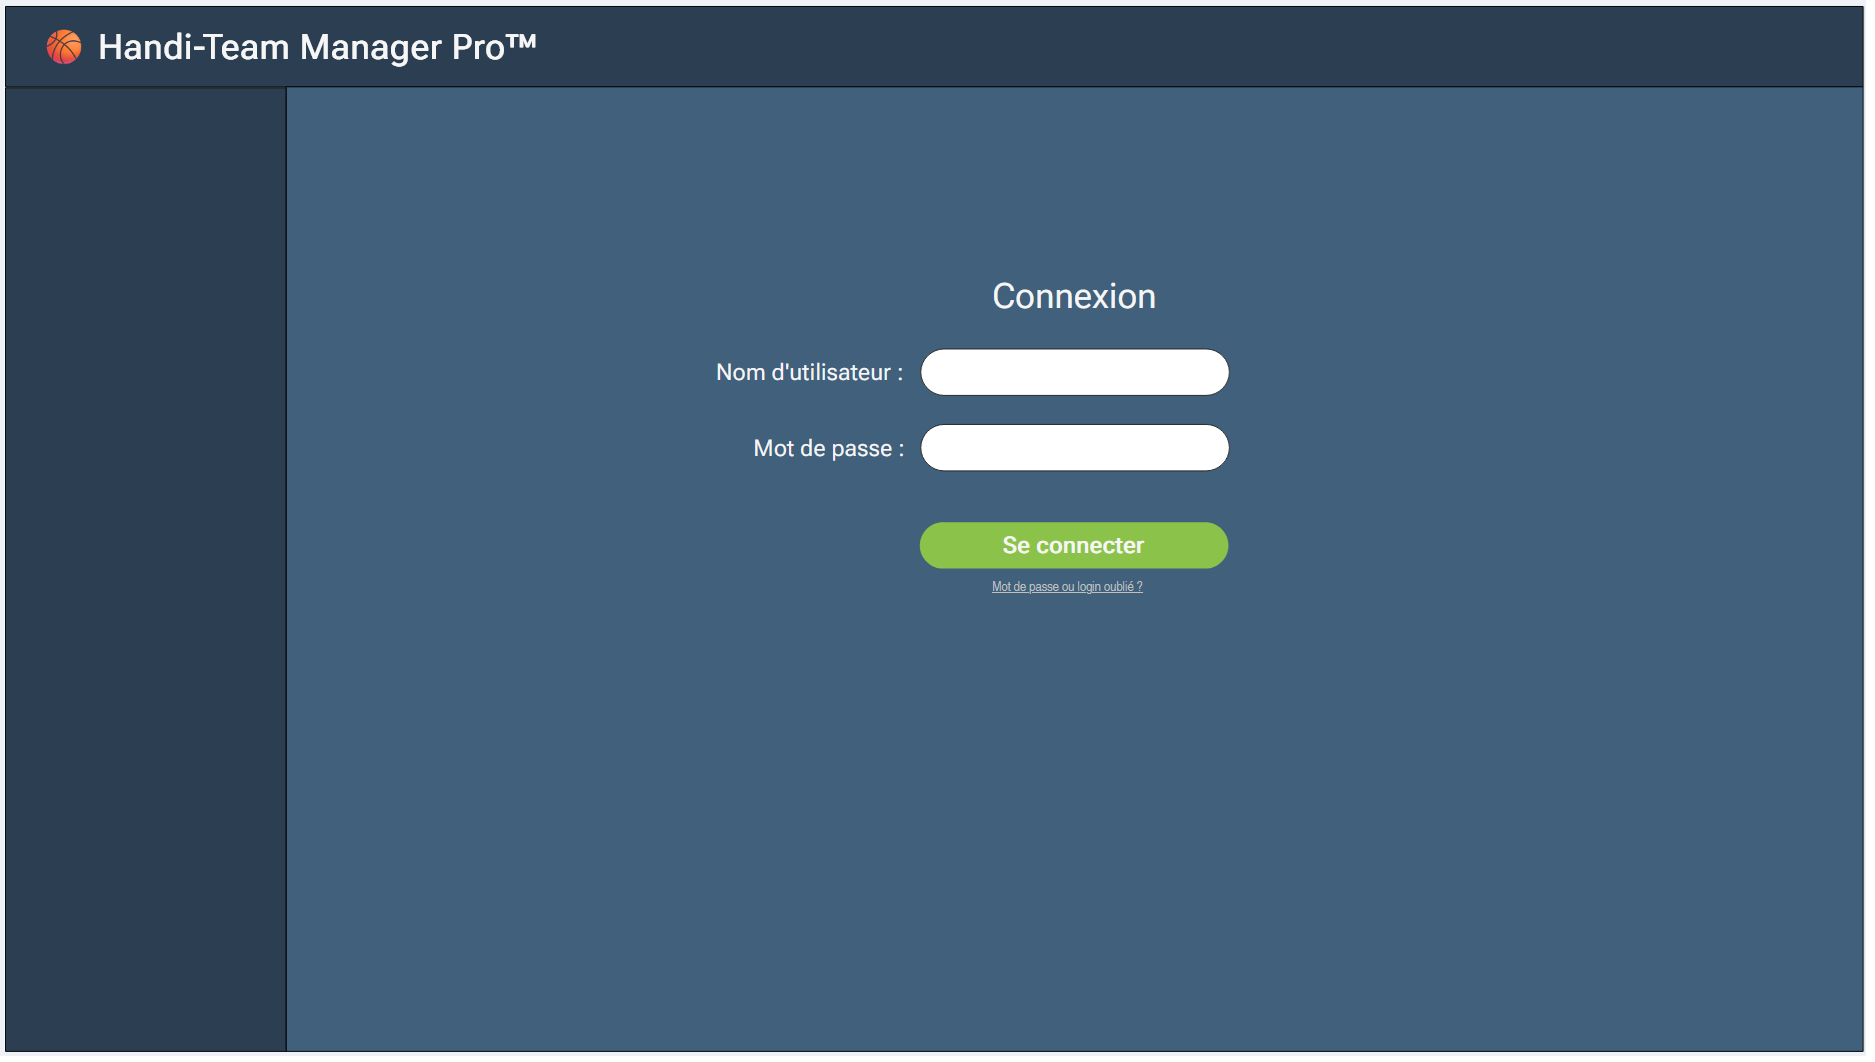 Handi-Team Manager Pro™
Connexion
Nom d'utilisateur :
Mot de passe :
Se connecter
Mot de passe ou login oublié ?